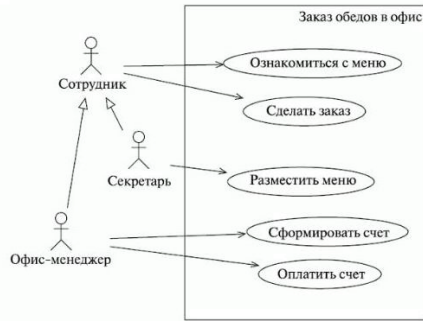 Заказ обедов в офис
Ознакомиться с меню
Сотрудник
Сделать заказ
Секретарь
Разместить меню
Сформировать счет
Офис-менеджер
Оплатить счет